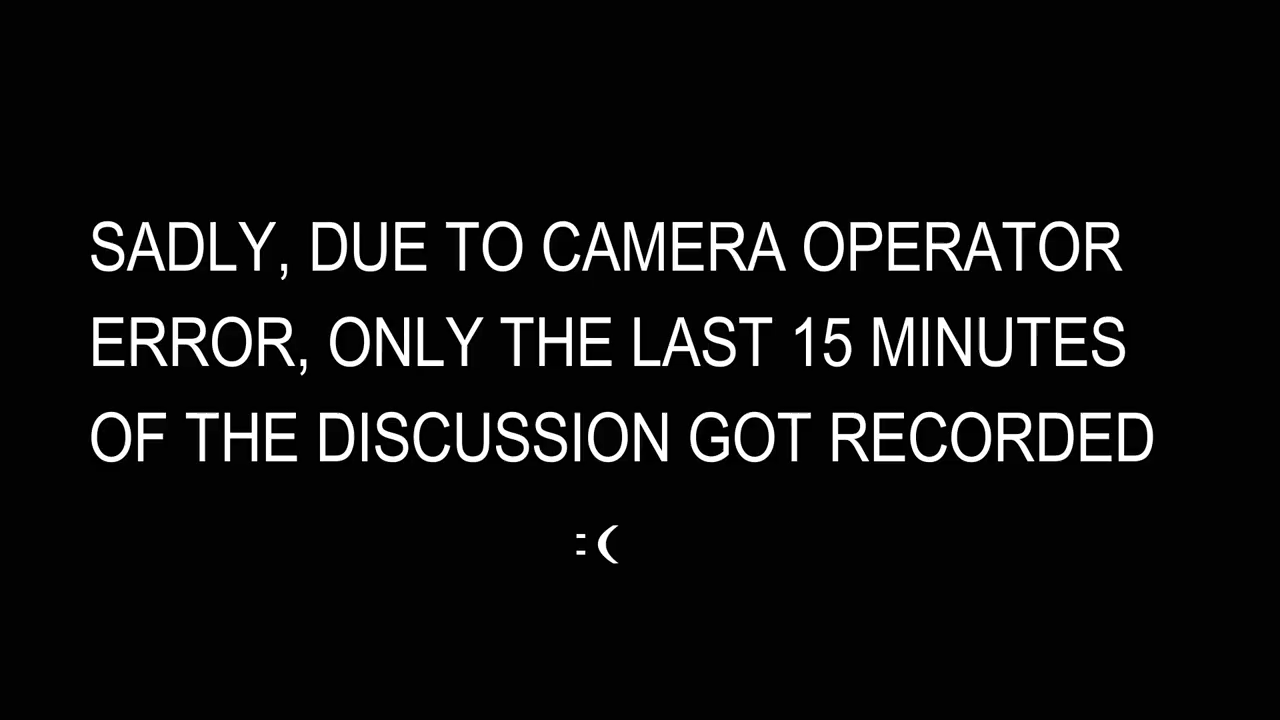 SADLY, DUE TO CAMERA OPERATOR
ERROR, ONLY THE LAST 15 MINUTES
OF THE DISCUSSION GOT RECORDED
:(